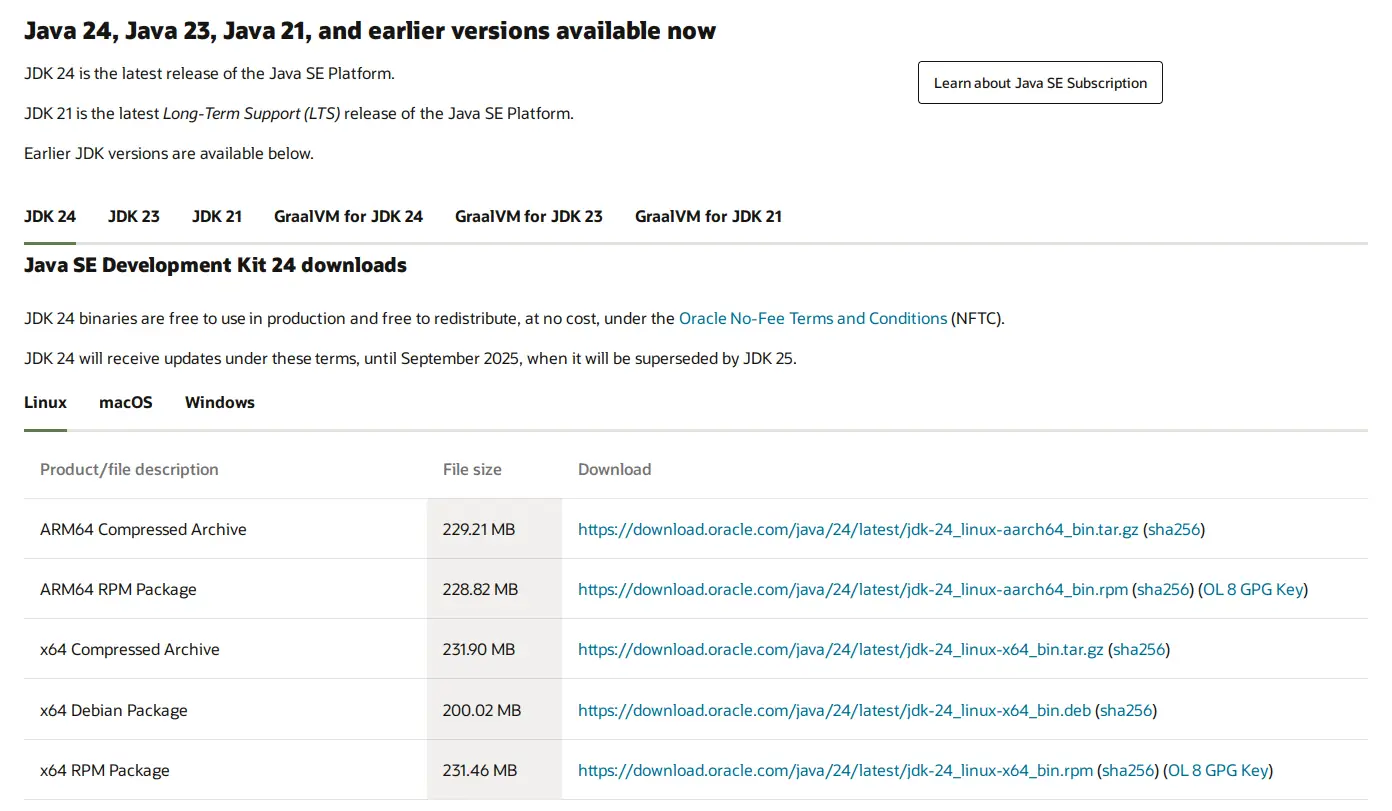 Java 24, Java 23, Java 21, and earlier versions available now
JDK 24 is the latest release of the Java SE Platform.
Learn about Java SE Subscription
JDK 21 is the latest Long-Term Support (LTS) release of the Java SE Platform.
Earlier JDK versions are available below.
JDK 24 JDK 23 JDK 21 GraalVM for JDK 24 GraalVM for JDK 23 GraalVM for JDK 21
Java SE Development Kit 24 downloads
JDK 24 binaries are free to use in production and free to redistribute, at no cost, under the Oracle No-Fee Terms and Conditions (NFTC).
JDK 24 will receive updates under these terms, until September 2025, when it will be superseded by JDK 25.
Linux macOS Windows
Product/file description File size Download
ARM64 Compressed Archive 229.21 MB https://download.oracle.com/java/24/latest/jdk-24_linux-aarch64_bin.tar.gz (sha256)
ARM64 RPM Package 228.82 MB https://download.oracle.com/java/24/latest/jdk-24_linux-aarch64_bin.rpm (sha256) (OL 8 GPG Key)
x64 Compressed Archive 231.90 MB https://download.oracle.com/java/24/latest/jdk-24_linux-x64_bin.tar.gz (sha256)
x64 Debian Package 200.02 MB https://download.oracle.com/java/24/latest/jdk-24_linux-x64_bin.deb (sha256)
x64 RPM Package 231.46 MB https://download.oracle.com/java/24/latest/jdk-24_linux-x64_bin.rpm (sha256) (OL 8 GPG Key)